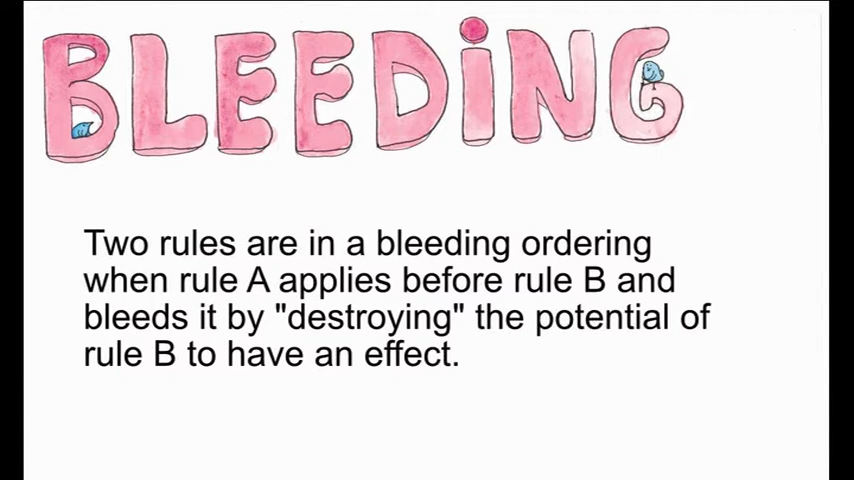 BLEEDiNG
Two rules are in a bleeding ordering
when rule A applies before rule B and
bleeds it by "destroying" the potential of
rule B to have an effect.